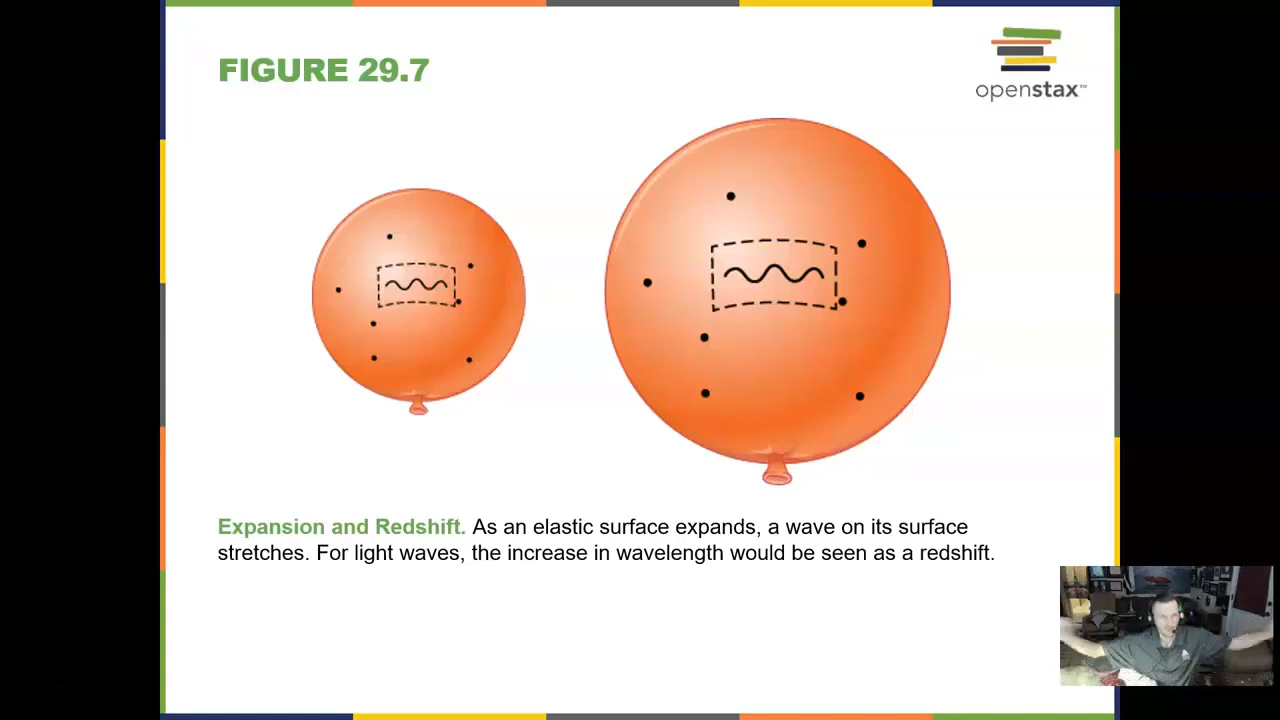 FIGURE 29.7
openstax™
Expansion and Redshift. As an elastic surface expands, a wave on its surface
stretches. For light waves, the increase in wavelength would be seen as a redshift.